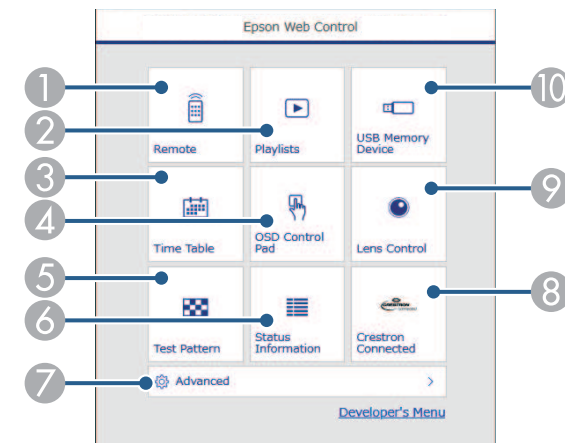 Epson Web Control
1
2
3
4
5
6
7
8
9
10
Remote
Playlists
USB Memory
Device
Time Table
OSD Control
Pad
Lens Control
Test Pattern
Status
Information
Crestron
Connected
Advanced
Developer's Menu